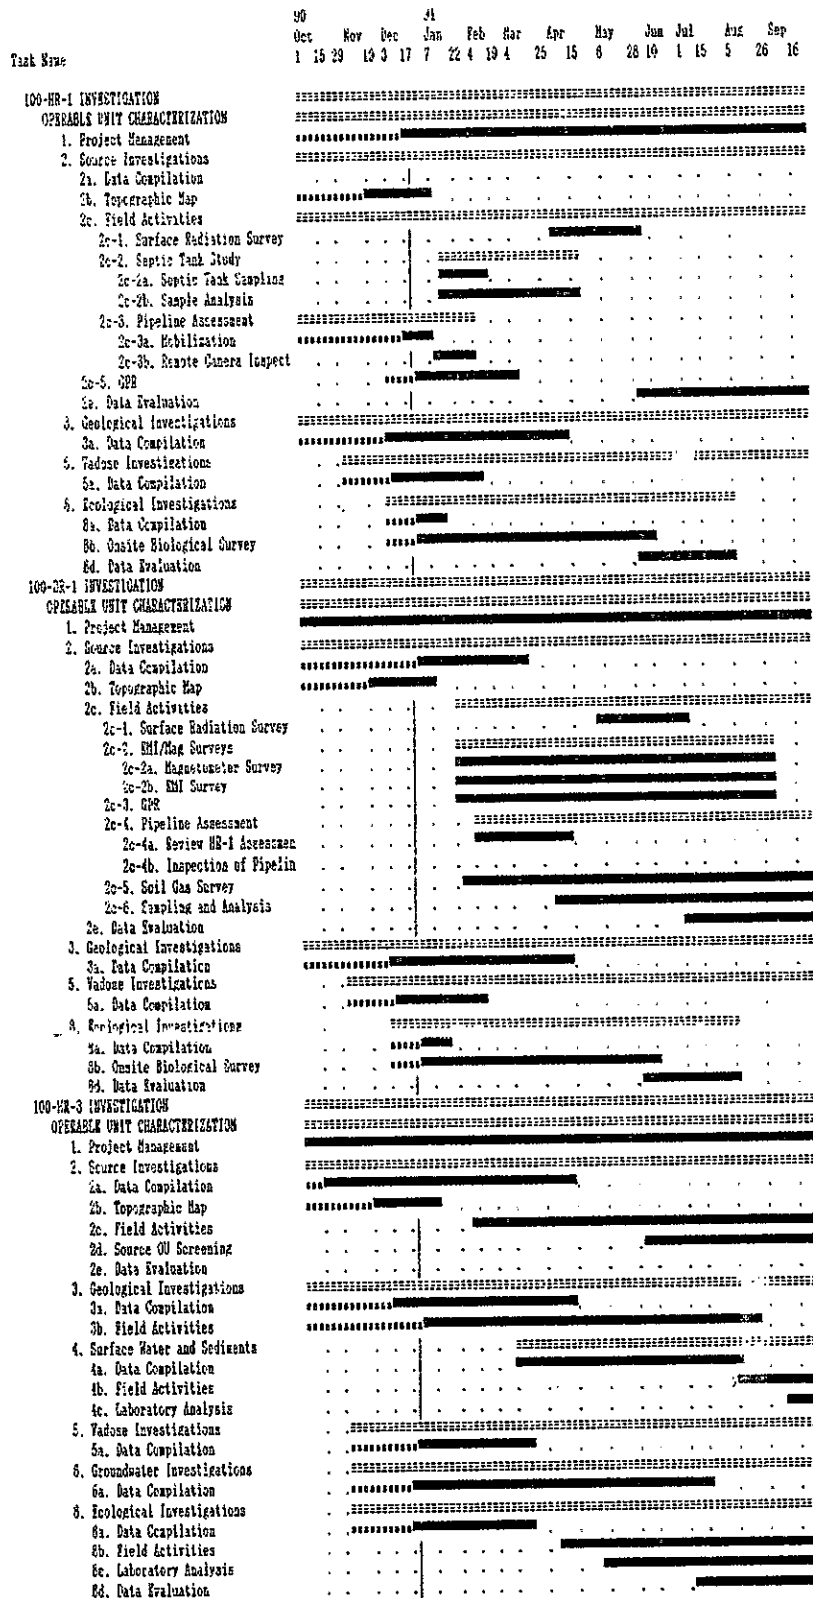 90 91
Oct Nov Dec Jan Feb Mar Apr May Jun Jul Aug Sep
Task Name 1 15 29 13 3 17 7 22 4 19 4 25 15 6 28 10 1 15 5 26 16
100-HR-1 INVESTIGATION
OPERABLE UNIT CHARACTERIZATION
1. Project Management
2. Source Investigations
2a. Data Compilation
2b. Topographic Map
2c. Field Activities
2c-1. Surface Radiation Survey
2c-2. Septic Tank Study
2c-2a. Septic Tank Sampling
2c-2b. Sample Analysis
2c-3. Pipeline Assessment
2c-3a. Mobilization
2c-3b. Remote Camera Inspect
2c-5. GPR
2e. Data Evaluation
3. Geological Investigations
3a. Data Compilation
5. Vadose Investigations
5a. Data Compilation
8. Ecological Investigations
8a. Data Compilation
8b. Onsite Biological Survey
8d. Data Evaluation
100-DR-1 INVESTIGATION
OPERABLE UNIT CHARACTERIZATION
1. Project Management
2. Source Investigations
2a. Data Compilation
2b. Topographic Map
2c. Field Activities
2c-1. Surface Radiation Survey
2c-2. EMI/Mag Surveys
2c-2a. Magnetometer Survey
2c-2b. EMI Survey
2c-3. GPR
2c-4. Pipeline Assessment
2c-4a. Review HR-1 Assessmen
2c-4b. Inspection of Pipelin
2c-5. Soil Gas Survey
2c-6. Sampling and Analysis
2e. Data Evaluation
3. Geological Investigations
3a. Data Compilation
5. Vadose Investigations
5a. Data Compilation
8. Ecological Investigations
8a. Data Compilation
8b. Onsite Biological Survey
8d. Data Evaluation
100-HR-3 INVESTIGATION
OPERABLE UNIT CHARACTERIZATION
1. Project Management
2. Source Investigations
2a. Data Compilation
2b. Topographic Map
2c. Field Activities
2d. Source OU Screening
2e. Data Evaluation
3. Geological Investigations
3a. Data Compilation
3b. Field Activities
4. Surface Water and Sediments
4a. Data Compilation
4b. Field Activities
4c. Laboratory Analysis
5. Vadose Investigations
5a. Data Compilation
6. Groundwater Investigations
6a. Data Compilation
8. Ecological Investigations
8a. Data Compilation
8b. Field Activities
8c. Laboratory Analysis
8d. Data Evaluation